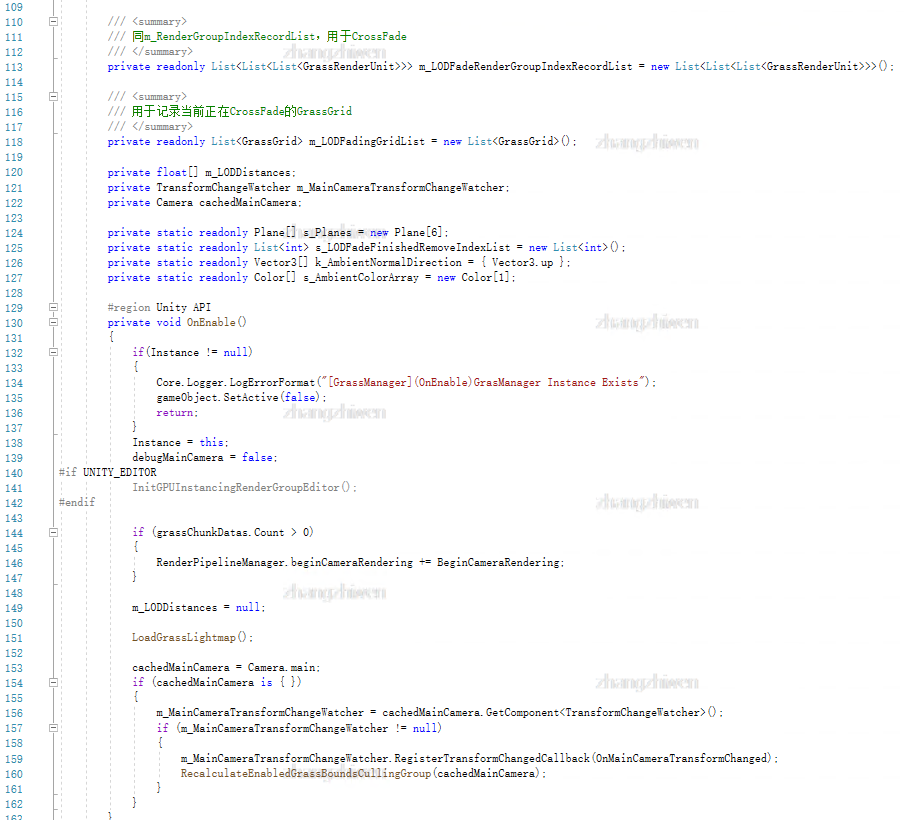 109
110 /// <summary>
111 /// 同m_RenderGroupIndexRecordList，用于CrossFade
112 /// </summary>
113 private readonly List<List<List<GrassRenderUnit>>> m_LODFadeRenderGroupIndexRecordList = new List<List<List<GrassRenderUnit>>>();
114
115 /// <summary>
116 /// 用于记录当前正在CrossFade的GrassGrid
117 /// </summary>
118 private readonly List<GrassGrid> m_LODFadingGridList = new List<GrassGrid>();
zhangzhiwen
119
120 private float[] m_LODDistances;
121 private TransformChangeWatcher m_MainCameraTransformChangeWatcher;
122 private Camera cachedMainCamera;
123
124 private static readonly Plane[] s_Planes = new Plane[6];
125 private static readonly List<int> s_LODFadeFinishedRemoveIndexList = new List<int>();
126 private static readonly Vector3[] k_AmbientNormalDirection = { Vector3.up };
127 private static readonly Color[] s_AmbientColorArray = new Color[1];
128
129 #region Unity API
130 private void OnEnable()
zhangzhiwen
131 {
132 if(Instance != null)
133 {
134 Core.Logger.LogErrorFormat("[GrassManager](OnEnable)GrasManager Instance Exists");
135 gameObject.SetActive(false);
136 return;
zhangzhiwen
137 }
138 Instance = this;
139 debugMainCamera = false;
140 #if UNITY_EDITOR
141 InitGPUInstancingRenderGroupEditor();
142 #endif
zhangzhiwen
143
144 if (grassChunkDatas.Count > 0)
145 {
146 RenderPipelineManager.beginCameraRendering += BeginCameraRendering;
147 }
148
zhangzhiwen
149 m_LODDistances = null;
150
151 LoadGrassLightmap();
152
153 cachedMainCamera = Camera.main;
154 if (cachedMainCamera is { })
zhangzhiwen
155 {
156 m_MainCameraTransformChangeWatcher = cachedMainCamera.GetComponent<TransformChangeWatcher>();
157 if (m_MainCameraTransformChangeWatcher != null)
158 {
159 m_MainCameraTransformChangeWatcher.RegisterTransformChangedCallback(OnMainCameraTransformChanged);
160 RecalculateEnabledGrassBoundsCullingGroup(cachedMainCamera);
161 }
162 }
163 }